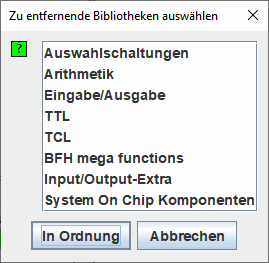 Zu entfernende Bibliotheken auswählen
?
Auswahlschaltungen
Arithmetik
Eingabe/Ausgabe
TTL
TCL
BFH mega functions
Input/Output-Extra
System On Chip Komponenten
In Ordnung Abbrechen